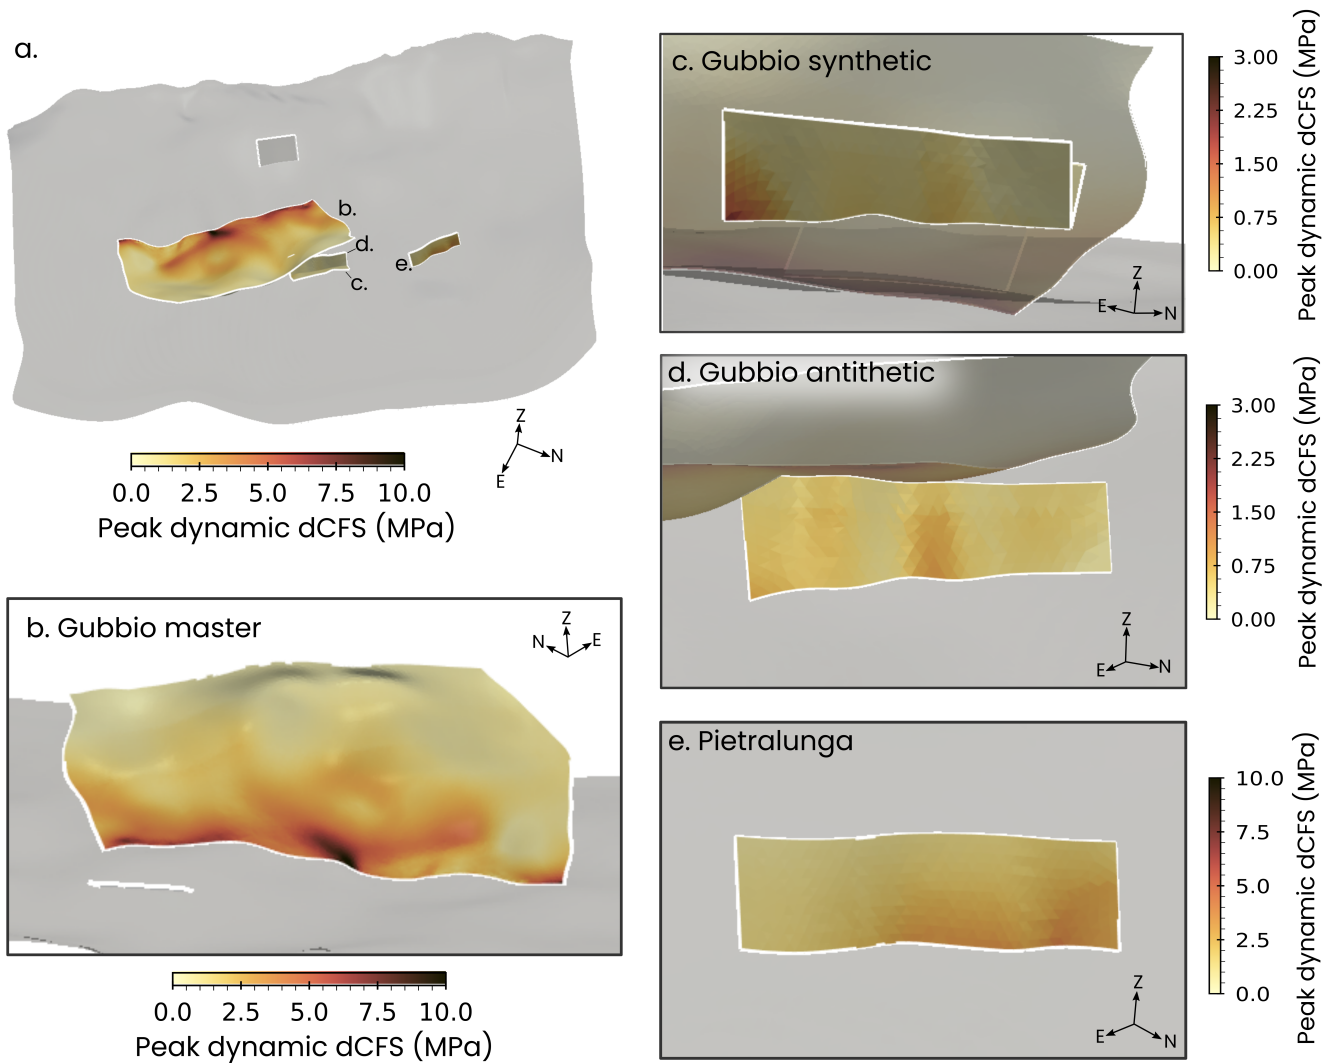 a.
b.
d.
c.
e.
Z
N
E
0.0 2.5 5.0 7.5 10.0
Peak dynamic dCFS (MPa)
b. Gubbio master
Z
N
E
0.0 2.5 5.0 7.5 10.0
Peak dynamic dCFS (MPa)
c. Gubbio synthetic
Z
E
N
3.00
2.25
1.50
0.75
0.00
Peak dynamic dCFS (MPa)
d. Gubbio antithetic
Z
E
N
3.00
2.25
1.50
0.75
0.00
Peak dynamic dCFS (MPa)
e. Pietralunga
Z
E
N
10.0
7.5
5.0
2.5
0.0
Peak dynamic dCFS (MPa)